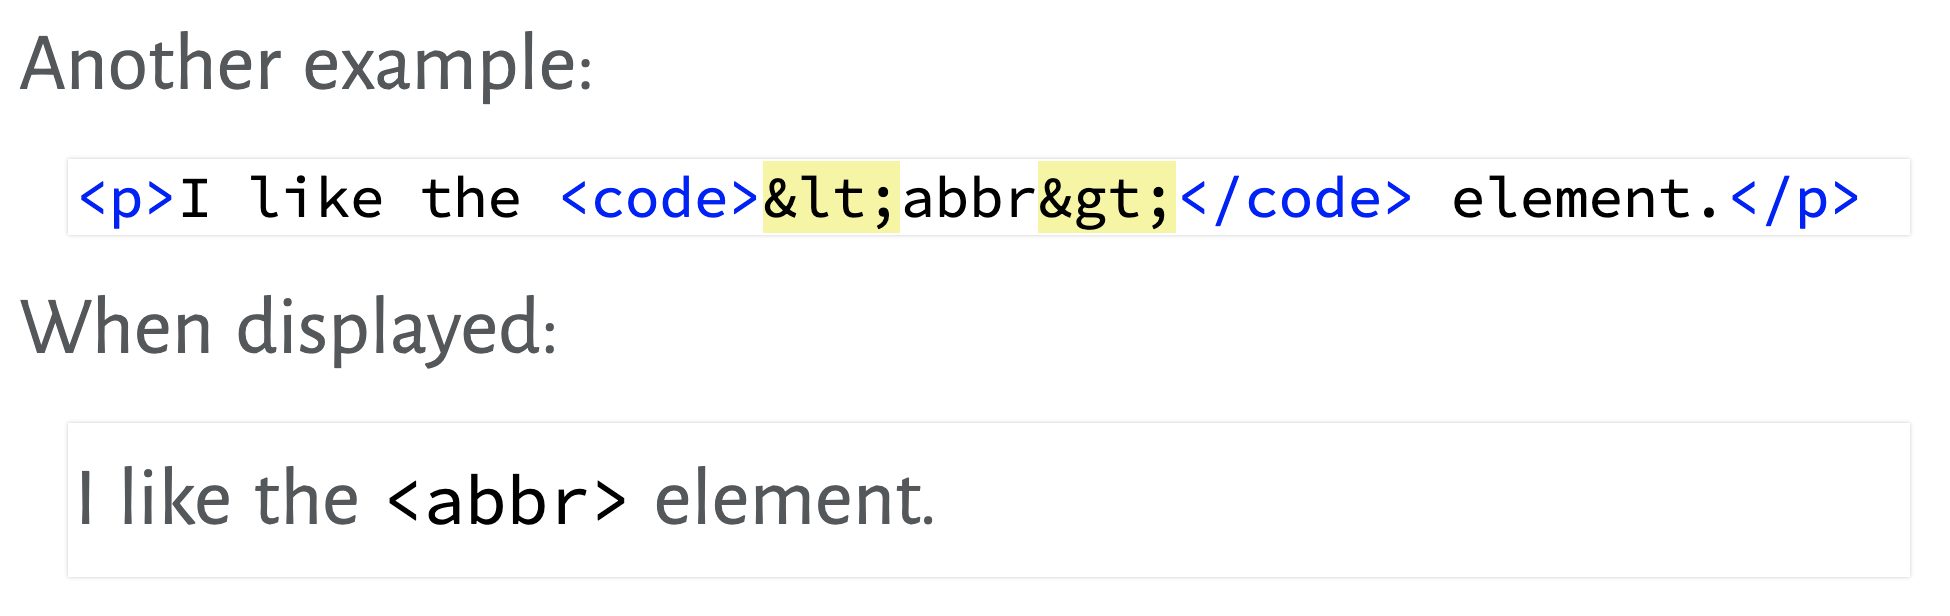 Another example:
<p>I like the <code>&lt;abbr&gt;</code> element.</p>
When displayed:
I like the <abbr> element.